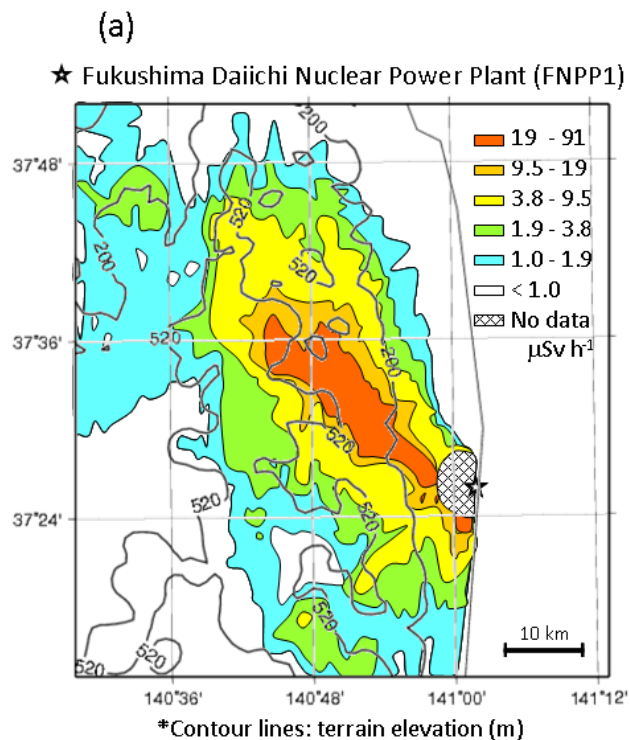 (a)
☆ Fukushima Daiichi Nuclear Power Plant (FNPP1)
200
37°48'
19 - 91
9.5 - 19
3.8 - 9.5
1.9 - 3.8
1.0 - 1.9
< 1.0
No data
μSv h-1
520
200
520
37°36'
520
200
520
520
37°24'
520
520
520
520
10 km
140°36'
140°48'
141°00'
141°12'
*Contour lines: terrain elevation (m)